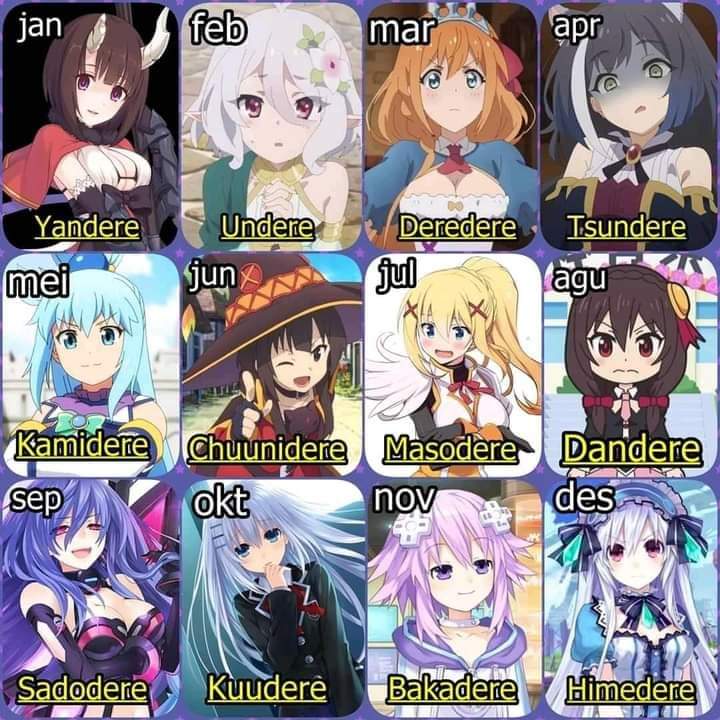 jan
feb
mar
apr
Yandere
Undere
Deredere
Tsundere
mei
jun
jul
agu
Kamidere
Chuunidere
Masodere
Dandere
sep
okt
nov
des
Sadodere
Kuudere
Bakadere
Himedere